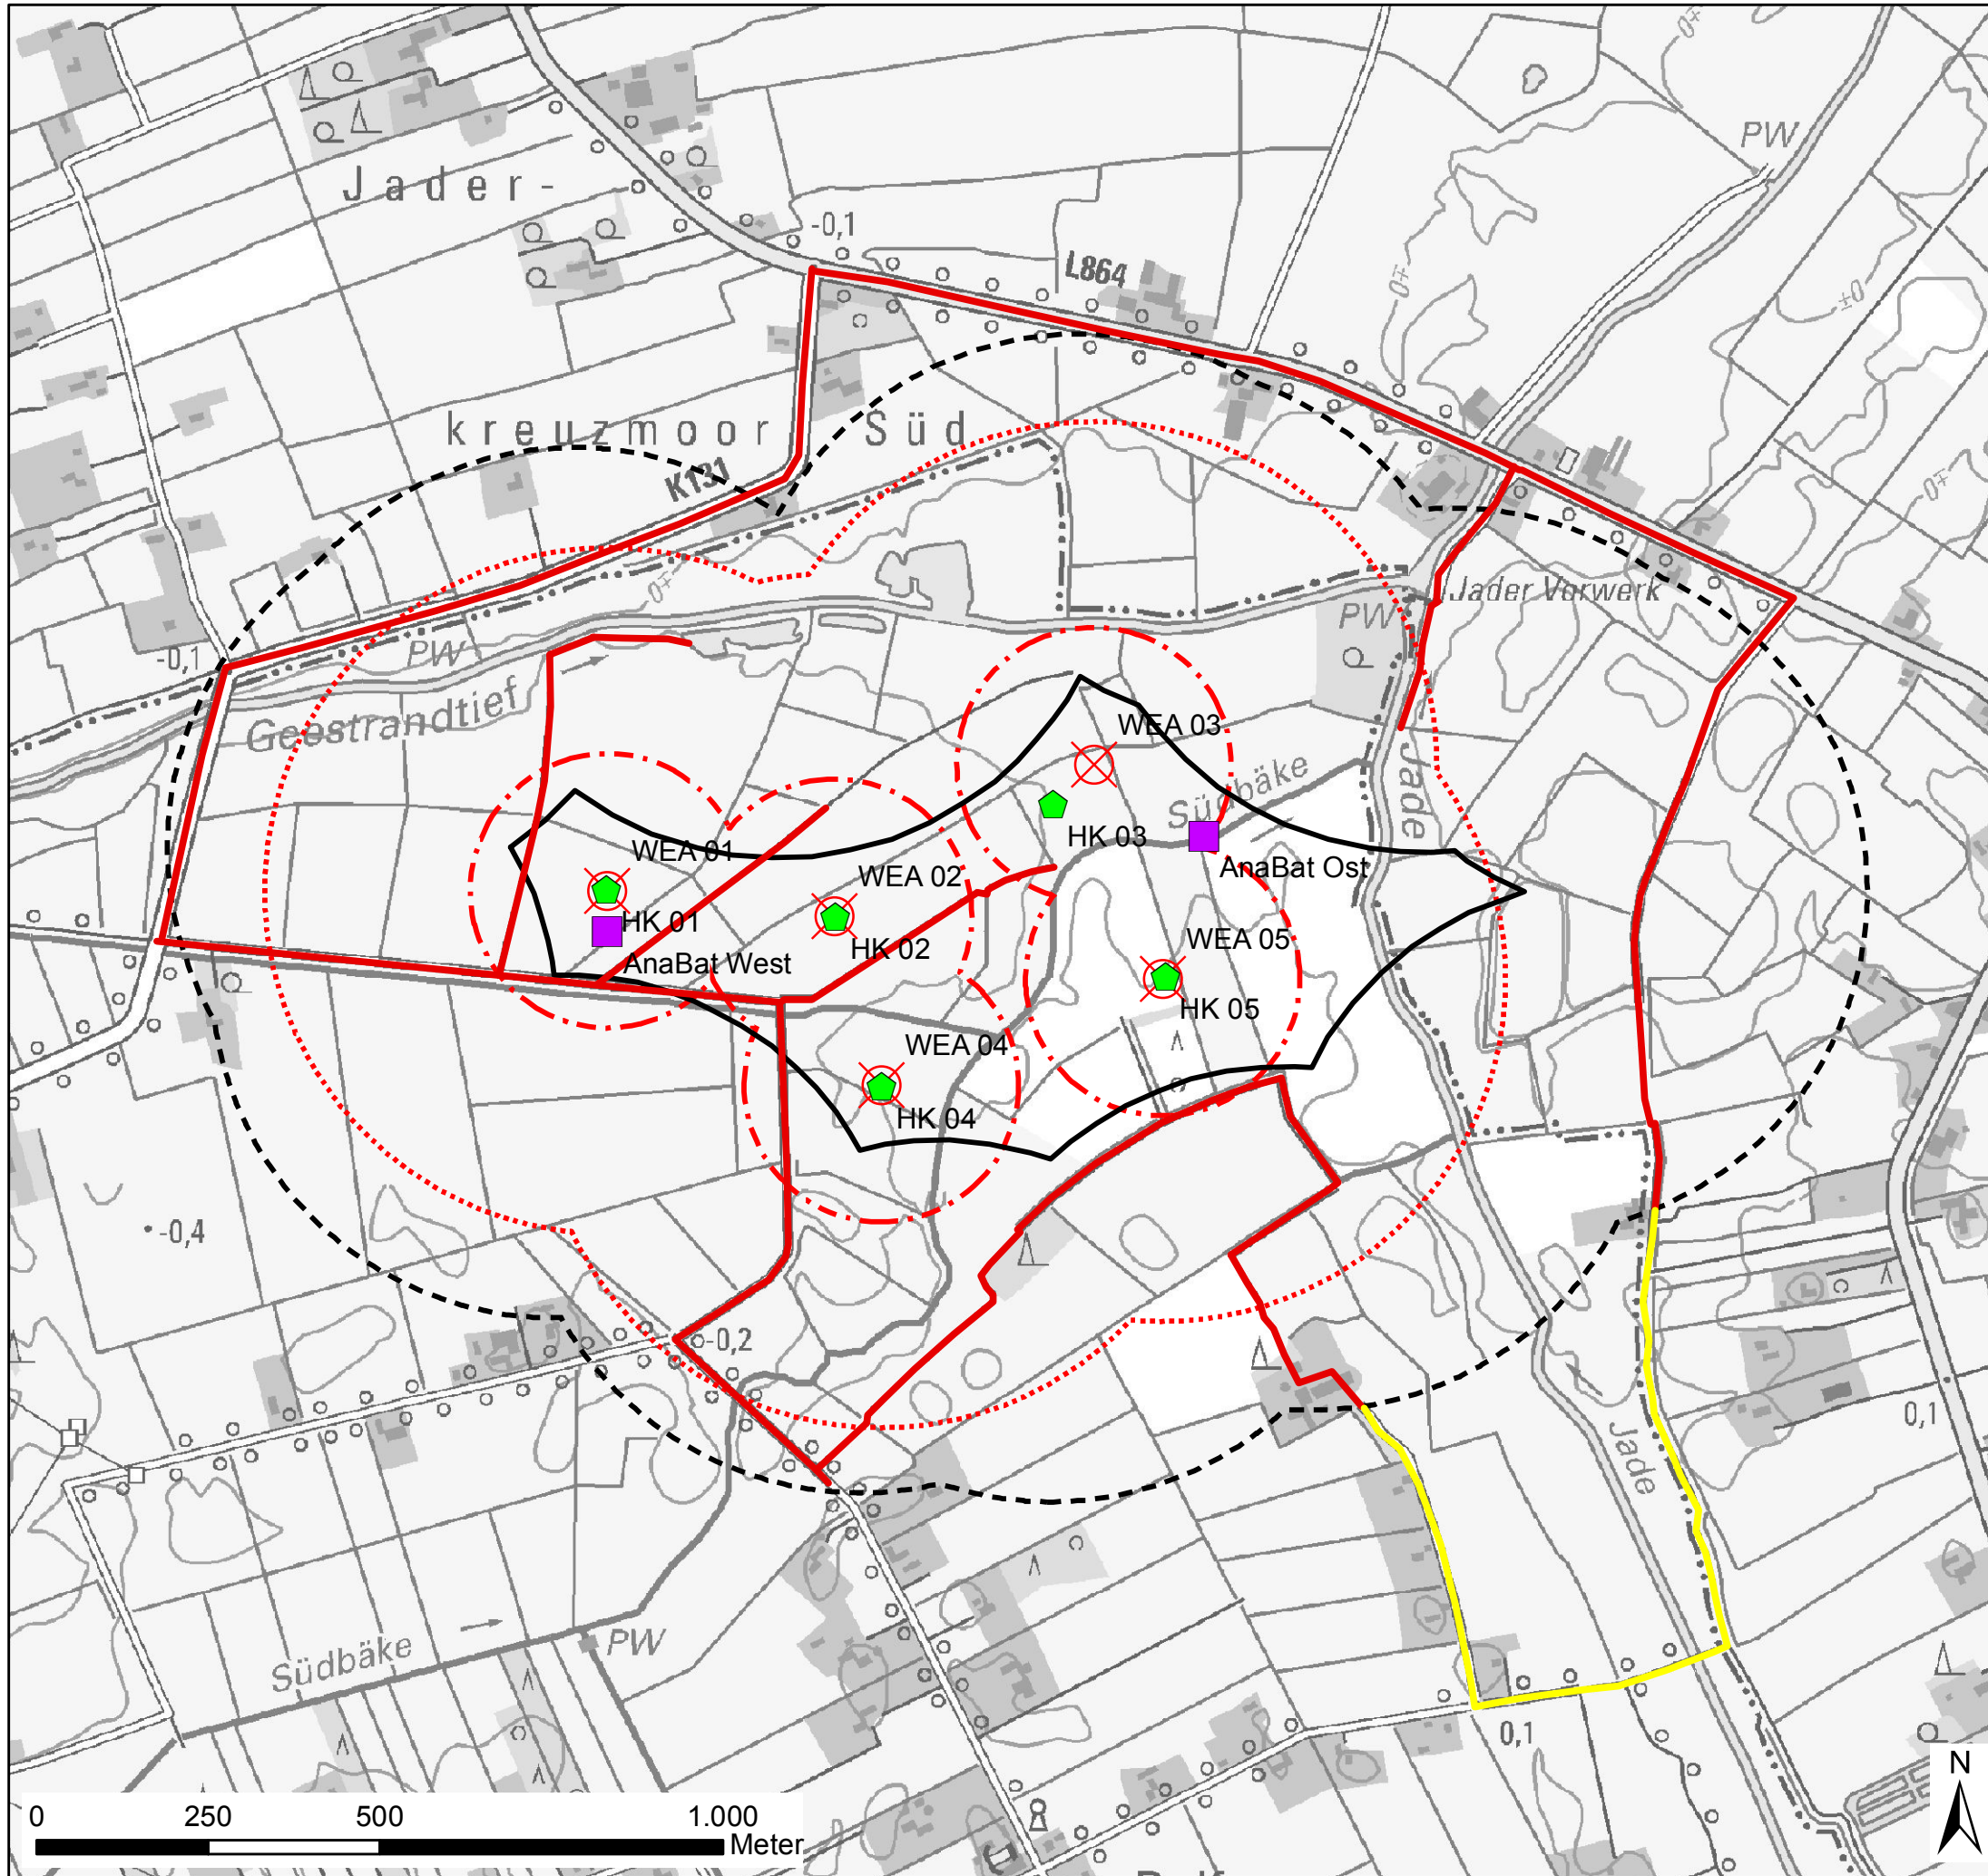 0∓
PW
Jader-
-0,1
L864
0∓
±0
kreuzmoor Süd
K131
0∓
0∓
Jader Vorwerk
PW
-0,1
PW
Geestrandtief
WEA 03
Südbäke
Jade
HK 03
WEA 01
AnaBat Ost
WEA 02
HK 01
WEA 05
HK 02
AnaBat West
HK 05
WEA 04
HK 04
-0,4
-0,2
0,1
Jade
PW
Südbäke
0,1
N
0 250 500 1.000
Meter